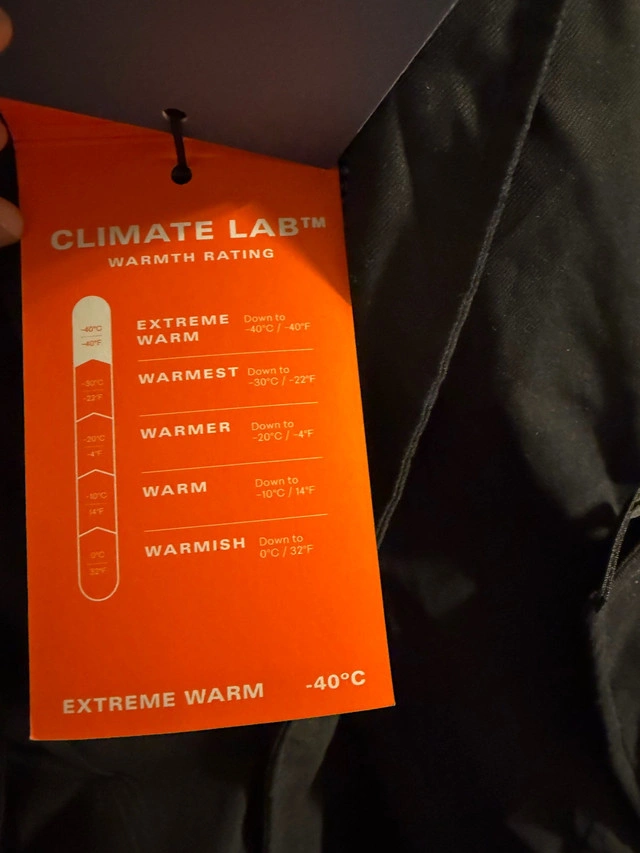 CLIMATE LAB™
WARMTH RATING
-40°C
-40°F
-30°C
-22°F
-20°C
-4°F
-10°C
14°F
0°C
32°F
EXTREME
WARM
Down to
-40°C / -40°F
WARMEST
Down to
-30°C / -22°F
WARMER
Down to
-20°C / -4°F
WARM
Down to
-10°C / 14°F
WARMISH
Down to
0°C / 32°F
EXTREME WARM
-40°C